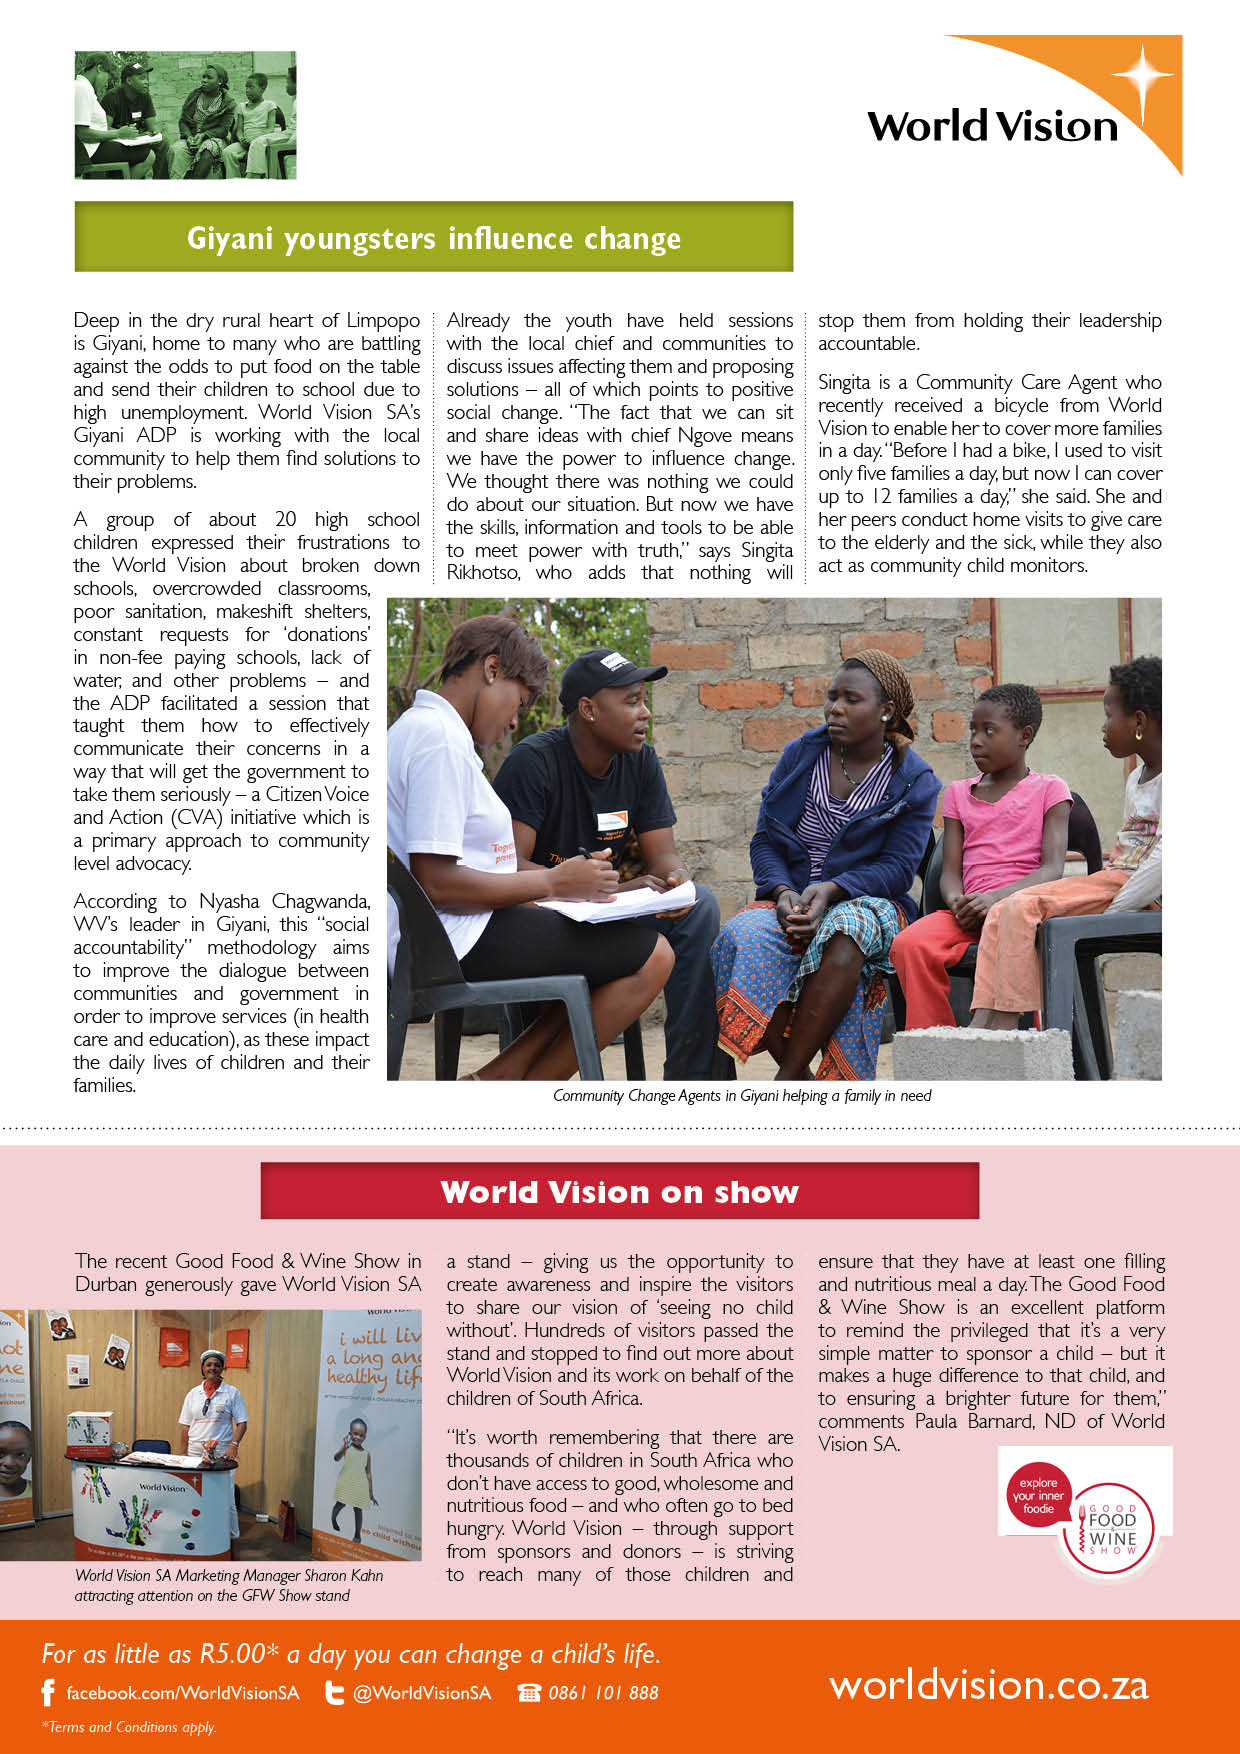 World Vision
Giyani youngsters influence change
Deep in the dry rural heart of Limpopo
is Giyani, home to many who are battling
against the odds to put food on the table
and send their children to school due to
high unemployment. World Vision SA's
Giyani ADP is working with the local
community to help them find solutions to
their problems.
A group of about 20 high school
children expressed their frustrations to
the World Vision about broken down
schools, overcrowded classrooms,
poor sanitation, makeshift shelters,
constant requests for 'donations'
in non-fee paying schools, lack of
water, and other problems – and
the ADP facilitated a session that
taught them how to effectively
communicate their concerns in a
way that will get the government to
take them seriously – a Citizen Voice
and Action (CVA) initiative which is
a primary approach to community
level advocacy.
According to Nyasha Chagwanda,
WV's leader in Giyani, this “social
accountability” methodology aims
to improve the dialogue between
communities and government in
order to improve services (in health
care and education), as these impact
the daily lives of children and their
families.
Already the youth have held sessions
with the local chief and communities to
discuss issues affecting them and proposing
solutions – all of which points to positive
social change. “The fact that we can sit
and share ideas with chief Ngove means
we have the power to influence change.
We thought there was nothing we could
do about our situation. But now we have
the skills, information and tools to be able
to meet power with truth,” says Singita
Rikhotso, who adds that nothing will
stop them from holding their leadership
accountable.
Singita is a Community Care Agent who
recently received a bicycle from World
Vision to enable her to cover more families
in a day. “Before I had a bike, I used to visit
only five families a day, but now I can cover
up to 12 families a day,” she said. She and
her peers conduct home visits to give care
to the elderly and the sick, while they also
act as community child monitors.
Community Change Agents in Giyani helping a family in need
World Vision on show
The recent Good Food & Wine Show in
Durban generously gave World Vision SA
i will liv
a long and
healthy lif
World Vision
World Vision SA Marketing Manager Sharon Kahn
attracting attention on the GFW Show stand
a stand – giving us the opportunity to
create awareness and inspire the visitors
to share our vision of ‘seeing no child
without’. Hundreds of visitors passed the
stand and stopped to find out more about
World Vision and its work on behalf of the
children of South Africa.
“It's worth remembering that there are
thousands of children in South Africa who
don't have access to good, wholesome and
nutritious food – and who often go to bed
hungry. World Vision – through support
from sponsors and donors – is striving
to reach many of those children and
ensure that they have at least one filling
and nutritious meal a day. The Good Food
& Wine Show is an excellent platform
to remind the privileged that it's a very
simple matter to sponsor a child – but it
makes a huge difference to that child, and
to ensuring a brighter future for them,”
comments Paula Barnard, ND of World
Vision SA.
explore
your inner
foodie
GOOD
FOOD
&
WINE
SHOW
For as little as R5.00* a day you can change a child's life.
facebook.com/WorldVisionSA @WorldVisionSA 0861 101 888
*Terms and Conditions apply.
worldvision.co.za